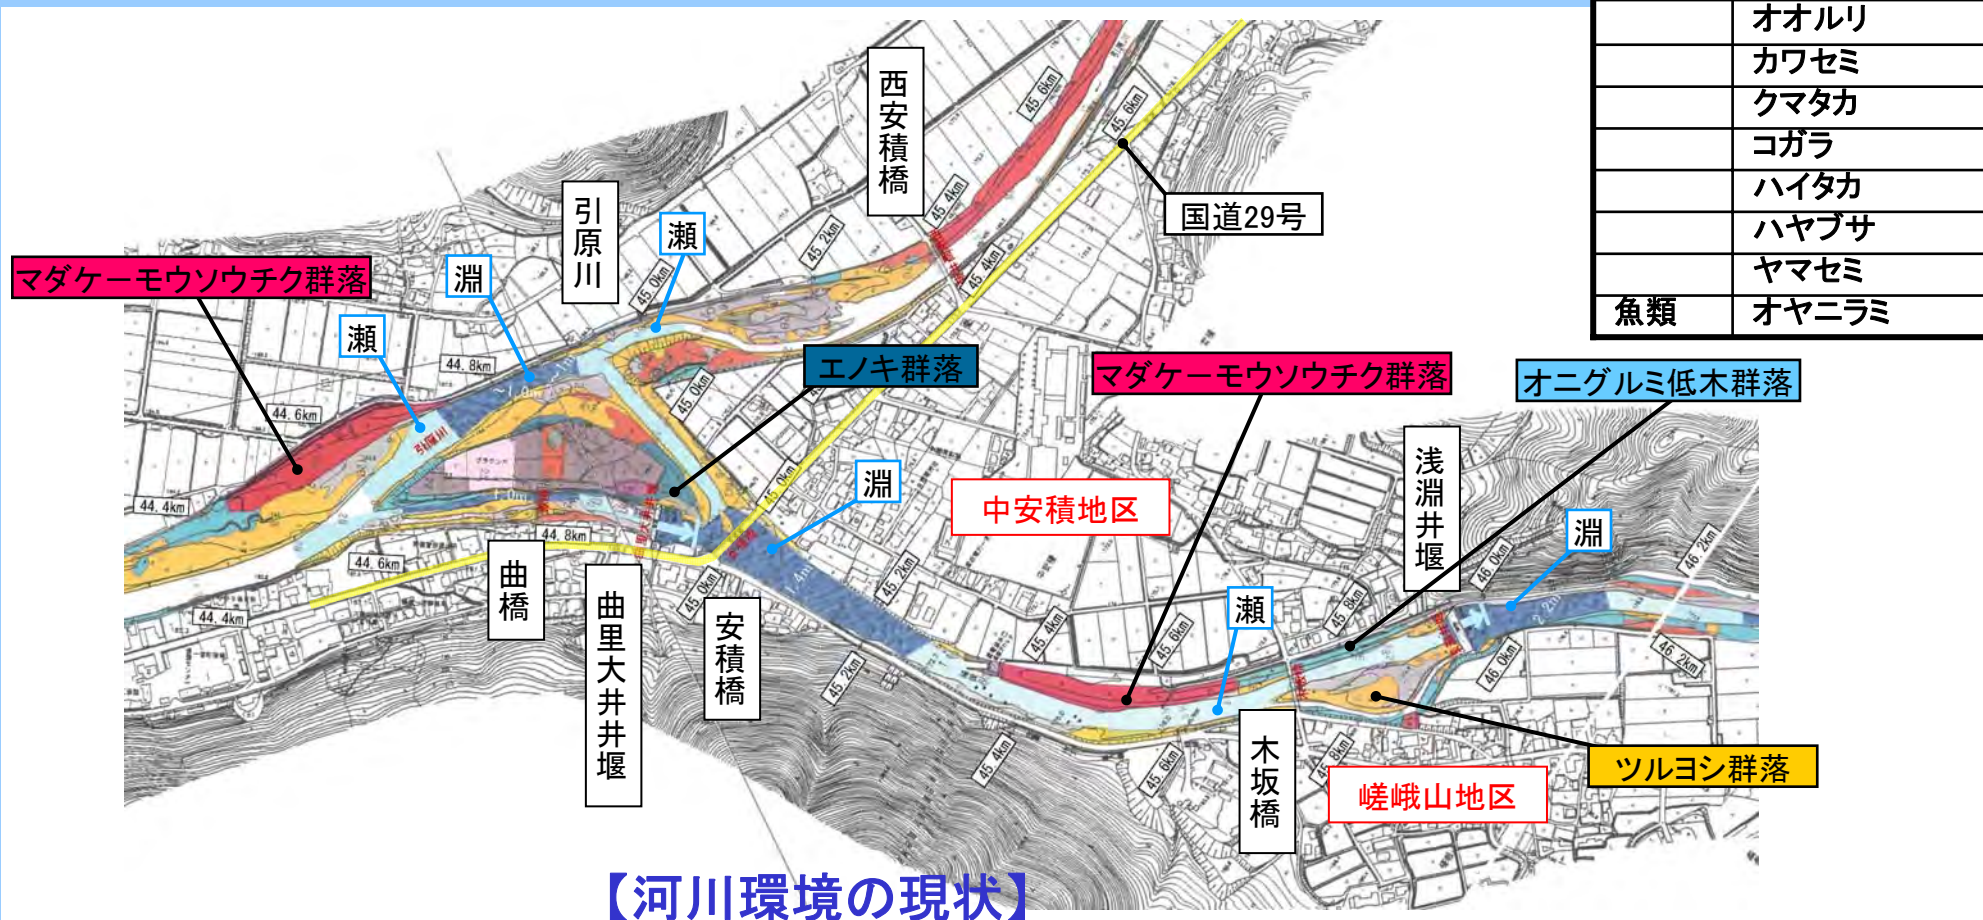 オオルリ
カワセミ
クマタカ
コガラ
ハイタカ
ハヤブサ
ヤマセミ
魚類 オヤニラミ
西安積橋
45.6km
45.6km
国道29号
引原川
瀬
45.4km
45.2km
45.4km
45.0km
淵
マダケーモウソウチク群落
瀬
44.8km
エノキ群落
マダケーモウソウチク群落
オニグルミ低木群落
45.0km
44.6km
淵
浅淵井堰
中安積地区
45.0km
44.4km
淵
46.0km
46.2km
44.8km
44.6km
曲橋
曲里大井井堰
安積橋
45.0km
45.2km
1.4m
45.4km
45.6km
瀬
45.8km
2.2m
46.0km
46.2km
44.4km
45.2km
45.4km
45.6km
木坂橋
45.8km
嵯峨山地区
ツルヨシ群落
【河川環境の現状】